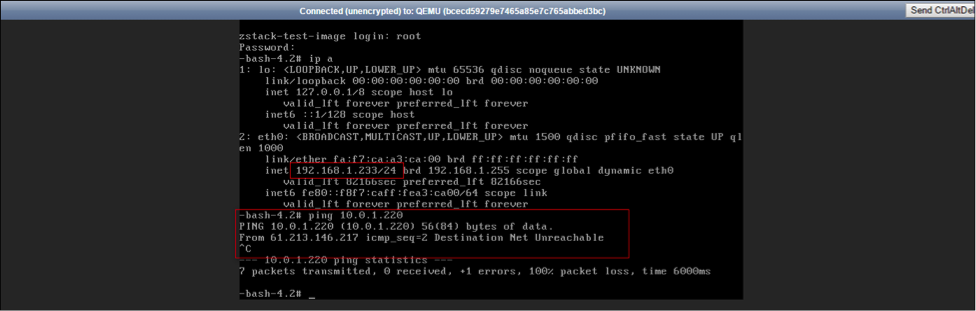 Connected (unencrypted) to: QEMU (bcecd59279e7465a85e7c765abbed3bc)
Send CtrlAltDel
zstack-test-image login: root
Password:
-bash-4.2# ip a
1: lo: <LOOPBACK,UP,LOWER_UP> mtu 65536 qdisc noqueue state UNKNOWN
link/loopback 00:00:00:00:00:00 brd 00:00:00:00:00:00
inet 127.0.0.1/8 scope host lo
valid_lft forever preferred_lft forever
inet6 ::1/128 scope host
valid_lft forever preferred_lft forever
2: eth0: <BROADCAST,MULTICAST,UP,LOWER_UP> mtu 1500 qdisc pfifo_fast state UP ql
en 1000
link/ether fa:f7:ca:a3:ca:00 brd ff:ff:ff:ff:ff:ff
inet 192.168.1.233/24 brd 192.168.1.255 scope global dynamic eth0
valid_lft 82166sec preferred_lft 82166sec
inet6 fe80::f8f7:caff:fea3:ca00/64 scope link
valid_lft forever preferred_lft forever
-bash-4.2# ping 10.0.1.220
PING 10.0.1.220 (10.0.1.220) 56(84) bytes of data.
From 61.213.146.217 icmp_seq=2 Destination Net Unreachable
^C
--- 10.0.1.220 ping statistics ---
7 packets transmitted, 0 received, +1 errors, 100% packet loss, time 6000ms
-bash-4.2# _